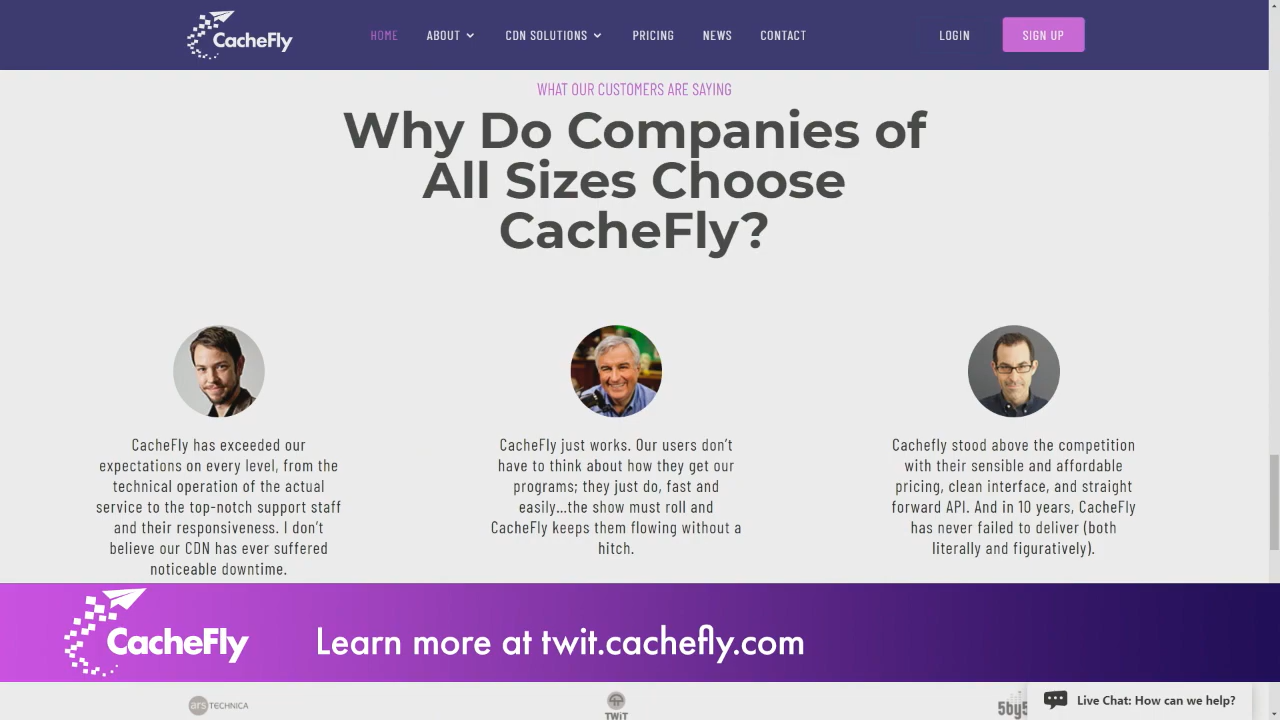 CacheFly
HOME ABOUT CDN SOLUTIONS PRICING NEWS CONTACT LOGIN SIGN UP
WHAT OUR CUSTOMERS ARE SAYING
Why Do Companies of
All Sizes Choose
CacheFly?
CacheFly has exceeded our
expectations on every level, from the
technical operation of the actual
service to the top-notch support staff
and their responsiveness. I don’t
believe our CDN has ever suffered
noticeable downtime.
CacheFly just works. Our users don’t
have to think about how they get our
programs; they just do, fast and
easily…the show must roll and
CacheFly keeps them flowing without a
hitch.
Cachefly stood above the competition
with their sensible and affordable
pricing, clean interface, and straight
forward API. And in 10 years, CacheFly
has never failed to deliver (both
literally and figuratively).
CacheFly
Learn more at twit.cachefly.com
ars TECHNICA
TWiT
5by5
Live Chat: How can we help?